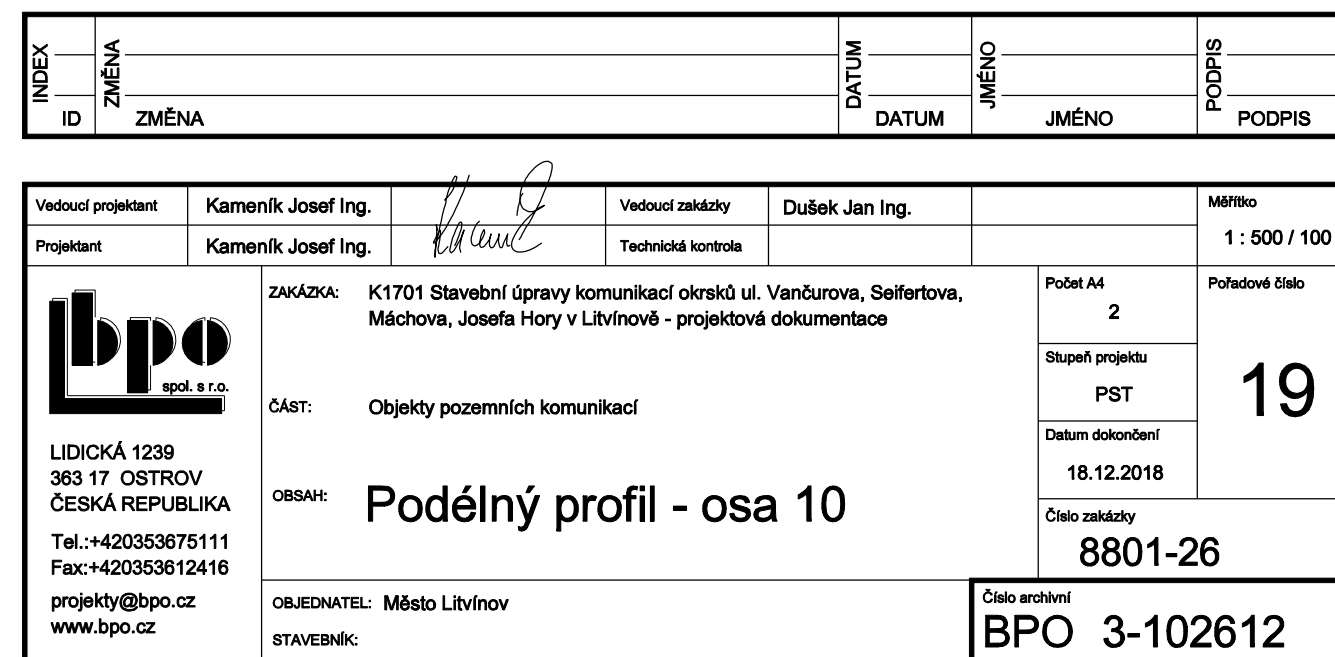 INDEX
ZMĚNA
DATUM
JMÉNO
PODPIS
ID ZMĚNA DATUM JMÉNO PODPIS
Vedoucí projektant Kameník Josef Ing. Vedoucí zakázky Dušek Jan Ing. Měřítko
1 : 500 / 100
Projektant Kameník Josef Ing. Technická kontrola
bpo
spol. s r.o.
LIDICKÁ 1239
363 17 OSTROV
ČESKÁ REPUBLIKA
Tel.:+420353675111
Fax:+420353612416
projekty@bpo.cz
www.bpo.cz
ZAKÁZKA: K1701 Stavební úpravy komunikací okrsků ul. Vančurova, Seifertova,
Máchova, Josefa Hory v Litvínově - projektová dokumentace
ČÁST: Objekty pozemních komunikací
OBSAH: Podélný profil - osa 10
OBJEDNATEL: Město Litvínov
STAVEBNÍK:
Počet A4
2
Stupeň projektu
PST
Datum dokončení
18.12.2018
Pořadové číslo
19
Číslo zakázky
8801-26
Číslo archivní
BPO 3-102612